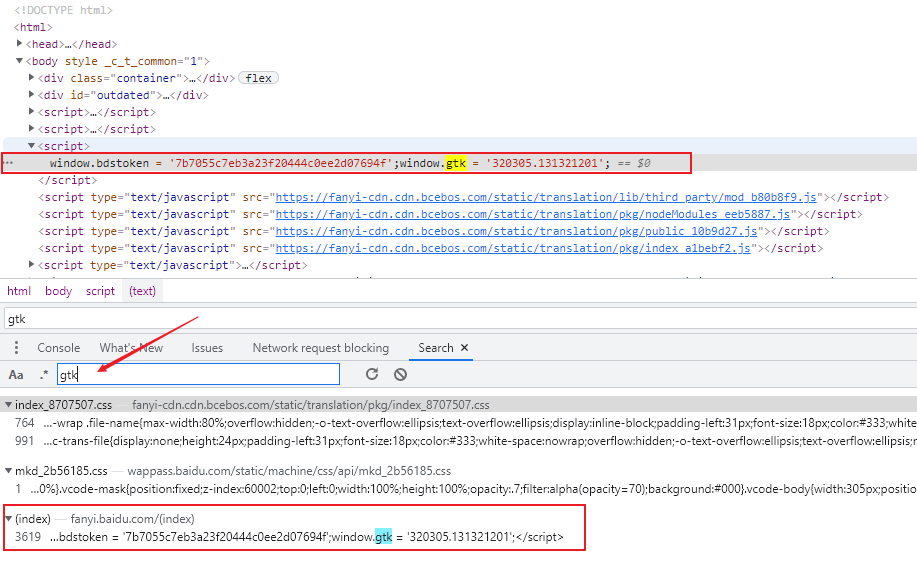 <!DOCTYPE html>
<html>
<head>…</head>
<body style _c_t_common="1">
<div class="container">…</div> flex
<div id="outdated">…</div>
<script>…</script>
<script>…</script>
<script>
window.bdstoken = '7b7055c7eb3a23f20444c0ee2d07694f';window.gtk = '320305.131321201'; == $0
</script>
<script type="text/javascript" src="https://fanyi-cdn.cdn.bcebos.com/static/translation/lib/third_party/mod_b80b8f9.js"></script>
<script type="text/javascript" src="https://fanyi-cdn.cdn.bcebos.com/static/translation/pkg/nodeModules_eeb5887.js"></script>
<script type="text/javascript" src="https://fanyi-cdn.cdn.bcebos.com/static/translation/pkg/public_10b9d27.js"></script>
<script type="text/javascript" src="https://fanyi-cdn.cdn.bcebos.com/static/translation/pkg/index_a1bebf2.js"></script>
<script type="text/javascript">…</script>
html body script (text)
gtk
Console What's New Issues Network request blocking Search ×
Aa .* gtk
index_8707507.css — fanyi-cdn.cdn.bcebos.com/static/translation/pkg/index_8707507.css
764 …-wrap .file-name{max-width:80%;overflow:hidden;-o-text-overflow:ellipsis;text-overflow:ellipsis;display:inline-block;padding-left:31px;font-size:18px;color:#333;white
991 …c-trans-file{display:none;height:24px;padding-left:31px;font-size:18px;color:#333;white-space:nowrap;overflow:hidden;-o-text-overflow:ellipsis;text-overflow:ellipsis;
mkd_2b56185.css — wappass.baidu.com/static/machine/css/api/mkd_2b56185.css
1 …0%}.vcode-mask{position:fixed;z-index:60002;top:0;left:0;width:100%;height:100%;opacity:.7;filter:alpha(opacity=70);background:#000}.vcode-body{width:305px;position
(index) — fanyi.baidu.com/(index)
3619 …bdstoken = '7b7055c7eb3a23f20444c0ee2d07694f';window.gtk = '320305.131321201';</script>